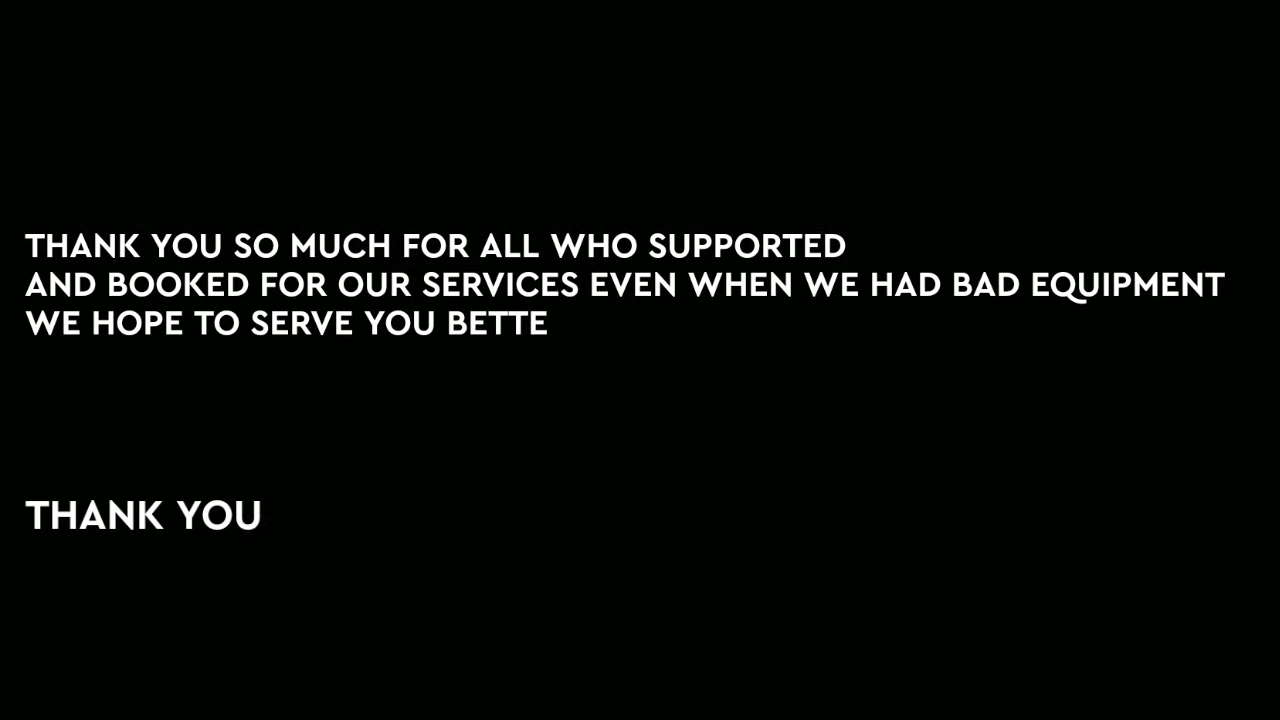 THANK YOU SO MUCH FOR ALL WHO SUPPORTED
AND BOOKED FOR OUR SERVICES EVEN WHEN WE HAD BAD EQUIPMENT
WE HOPE TO SERVE YOU BETTE
THANK YOU